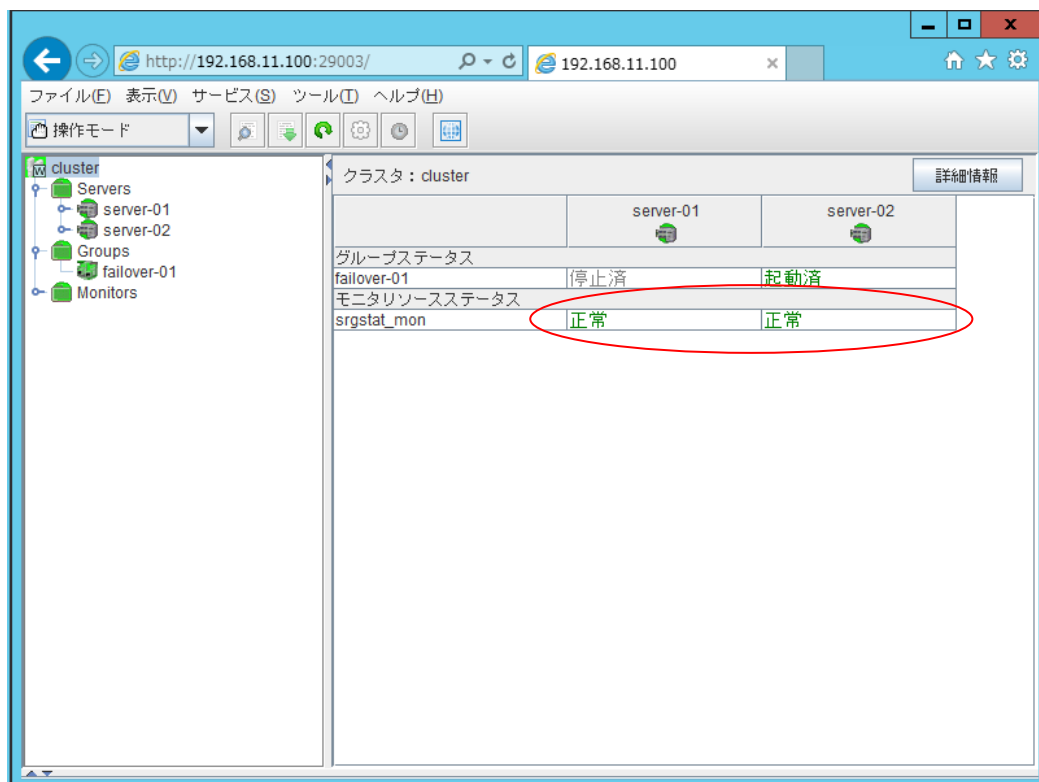 http://192.168.11.100:29003/
192.168.11.100
ファイル(F) 表示(V) サービス(S) ツール(T) ヘルプ(H)
操作モード
cluster
Servers
server-01
server-02
Groups
failover-01
Monitors
クラスタ : cluster
詳細情報
server-01 server-02
グループステータス
failover-01 停止済 起動済
モニタリソースステータス
srgstat_mon 正常 正常